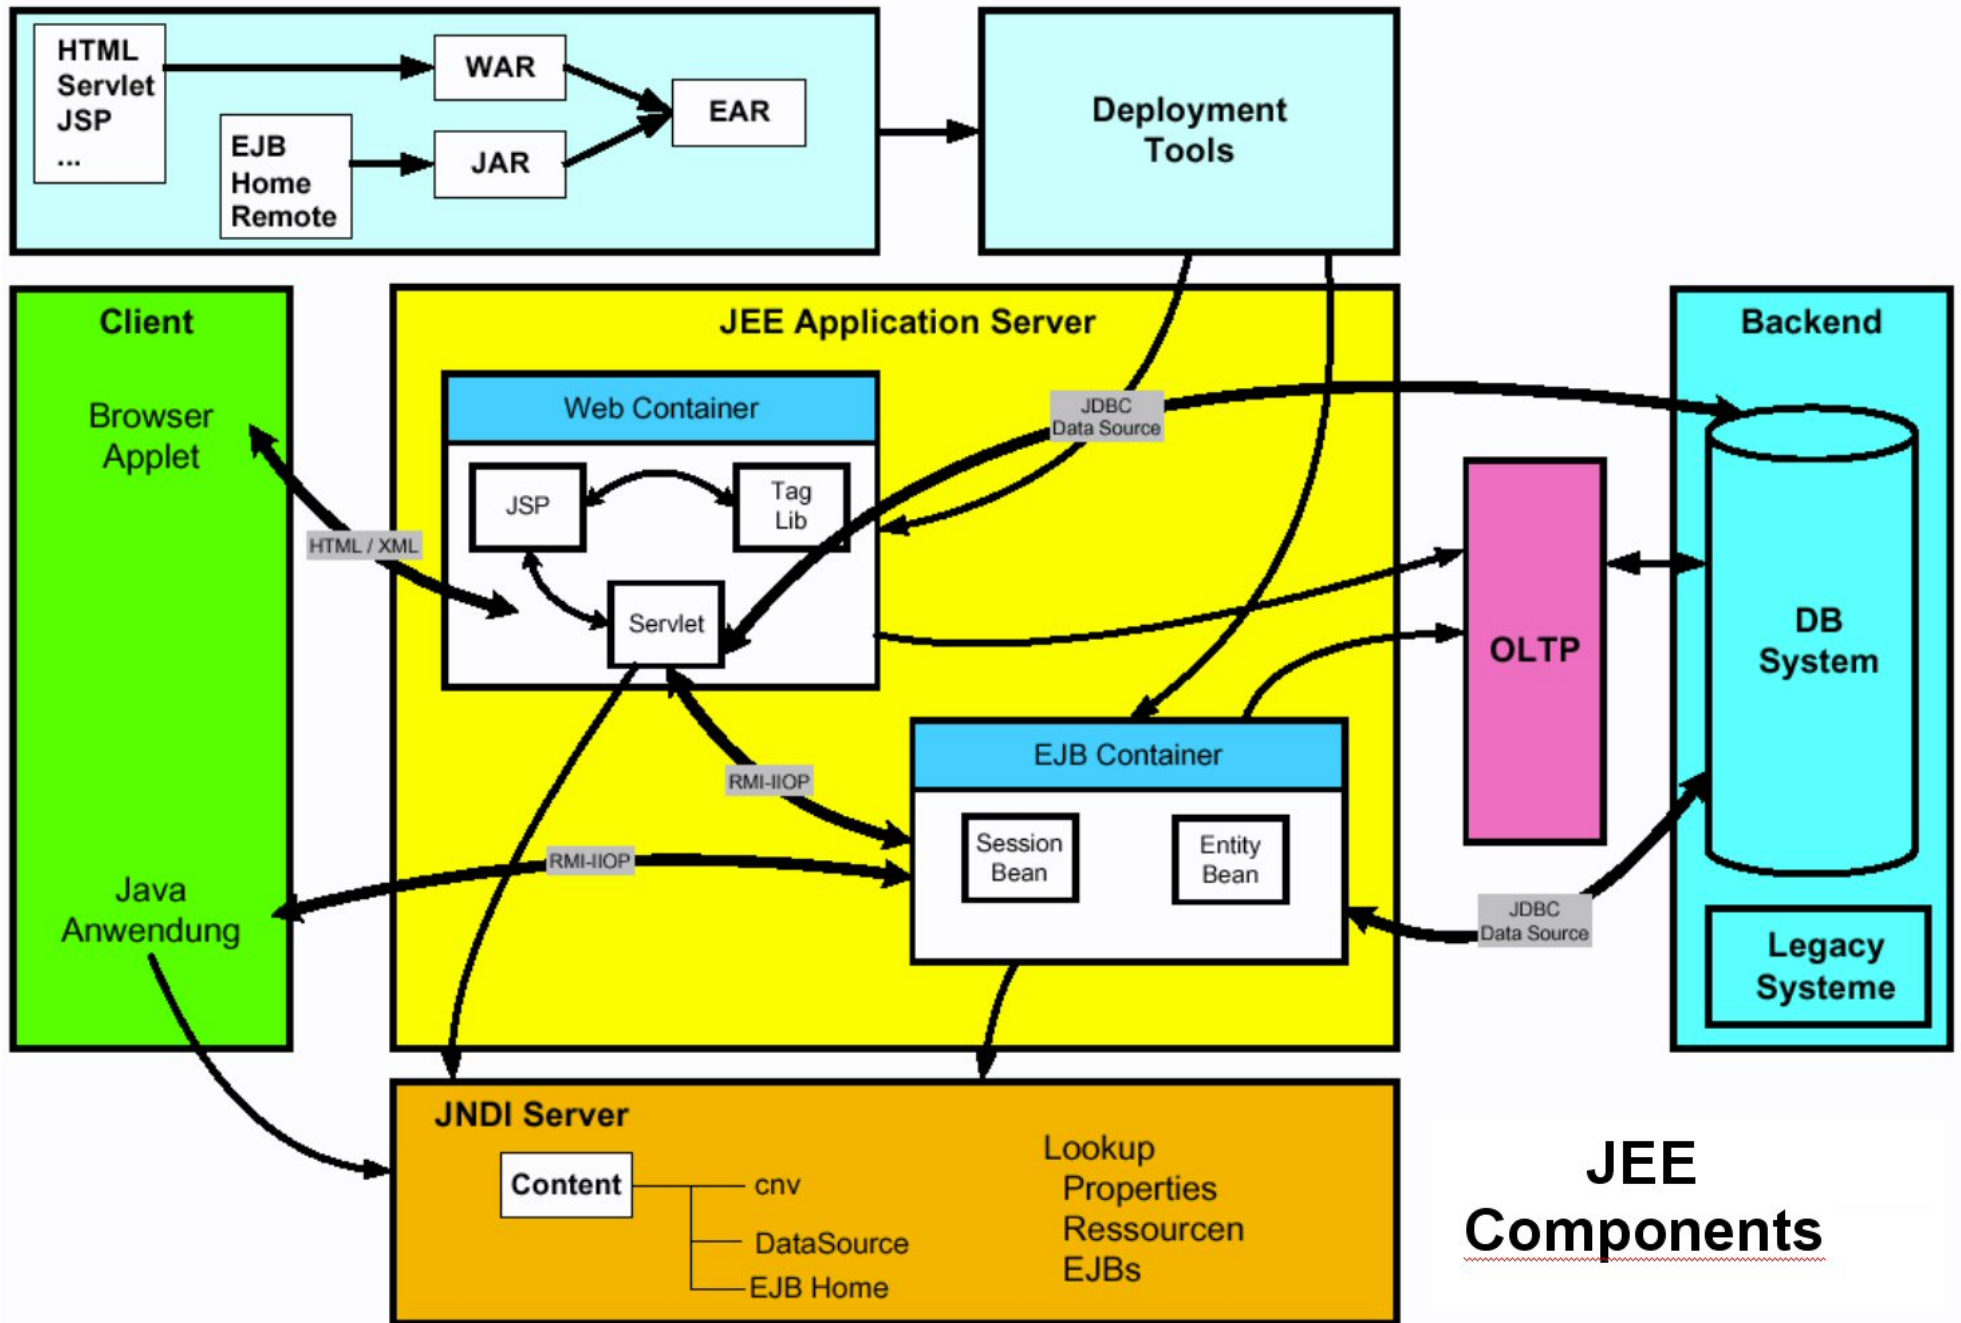 HTML
Servlet
JSP
...
EJB
Home
Remote
WAR
JAR
EAR
Deployment
Tools
Client
Browser
Applet
Java
Anwendung
HTML / XML
JEE Application Server
Web Container
JSP
Tag
Lib
Servlet
JDBC
Data Source
RMI-IIOP
RMI-IIOP
EJB Container
Session
Bean
Entity
Bean
OLTP
Backend
DB
System
JDBC
Data Source
Legacy
Systeme
JNDI Server
Content
cnv
DataSource
EJB Home
Lookup
Properties
Ressourcen
EJBs
JEE
Components